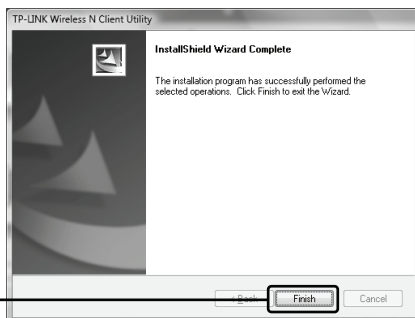 TP-LINK Wireless N Client Utility
InstallShield Wizard Complete
The installation program has successfully performed the
selected operations. Click Finish to exit the Wizard.
< Back
Finish
Cancel